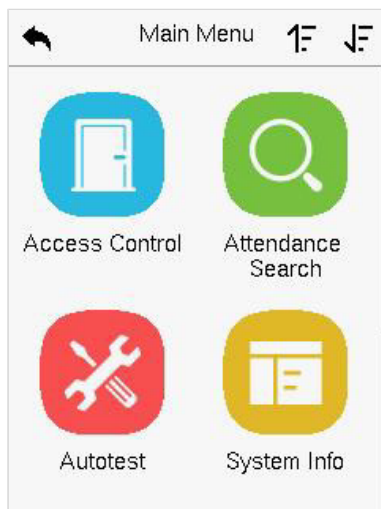 Main Menu
Access Control
Attendance
Search
Autotest
System Info